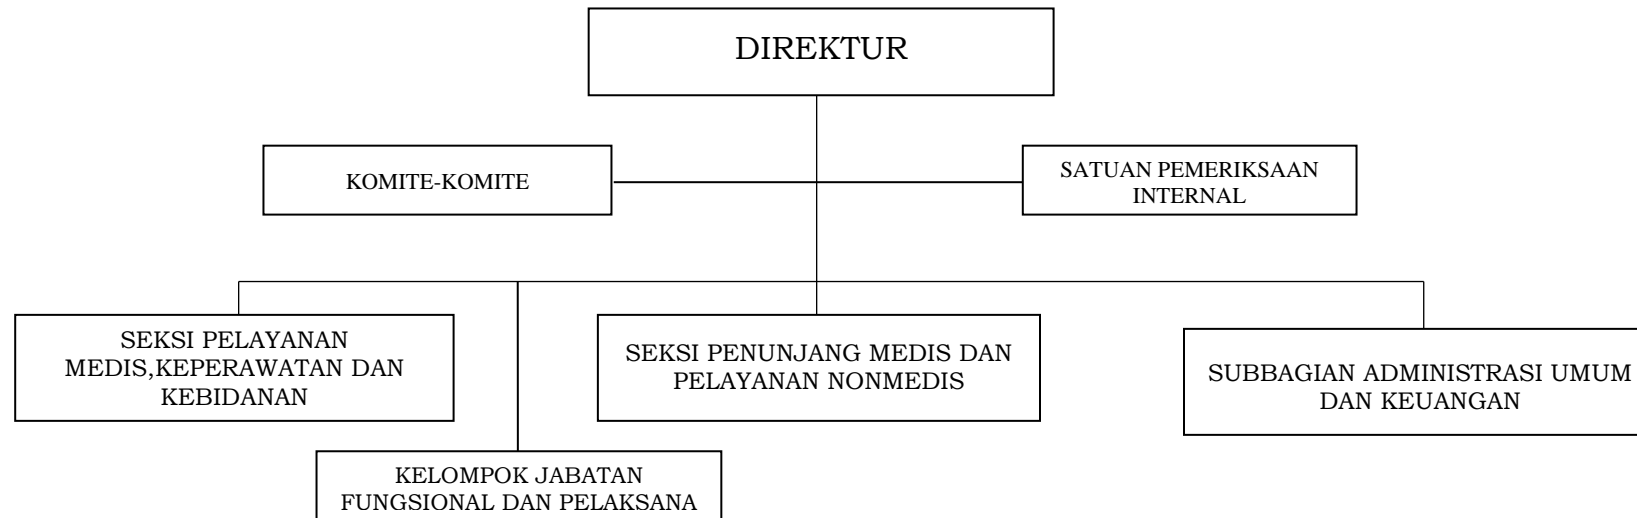 DIREKTUR
KOMITE-KOMITE
SATUAN PEMERIKSAAN
INTERNAL
SEKSI PELAYANAN
MEDIS,KEPERAWATAN DAN
KEBIDANAN
SEKSI PENUNJANG MEDIS DAN
PELAYANAN NONMEDIS
SUBBAGIAN ADMINISTRASI UMUM
DAN KEUANGAN
KELOMPOK JABATAN
FUNGSIONAL DAN PELAKSANA